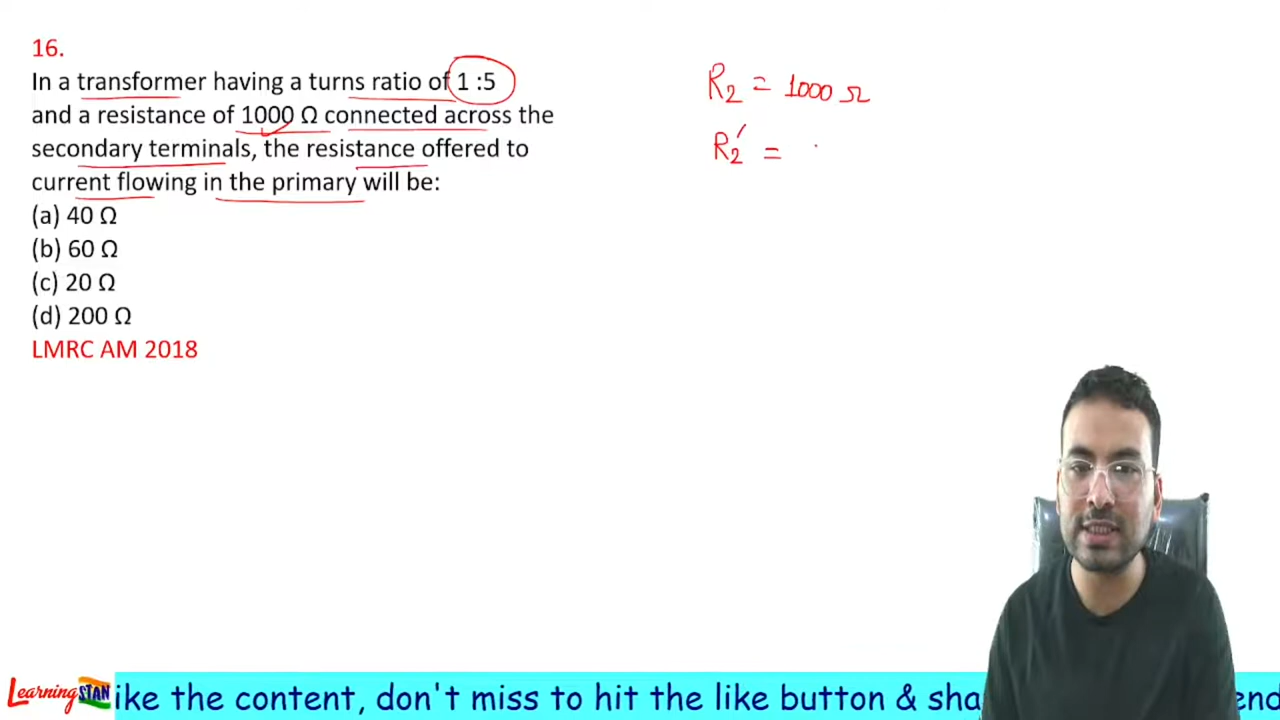 16.
In a transformer having a turns ratio of 1 :5
and a resistance of 1000 Ω connected across the
secondary terminals, the resistance offered to
current flowing in the primary will be:
(a) 40 Ω
(b) 60 Ω
(c) 20 Ω
(d) 200 Ω
LMRC AM 2018
R₂ = 1000 Ω
R₂′ =
LearningSTAN
ike the content, don't miss to hit the like button & sha end